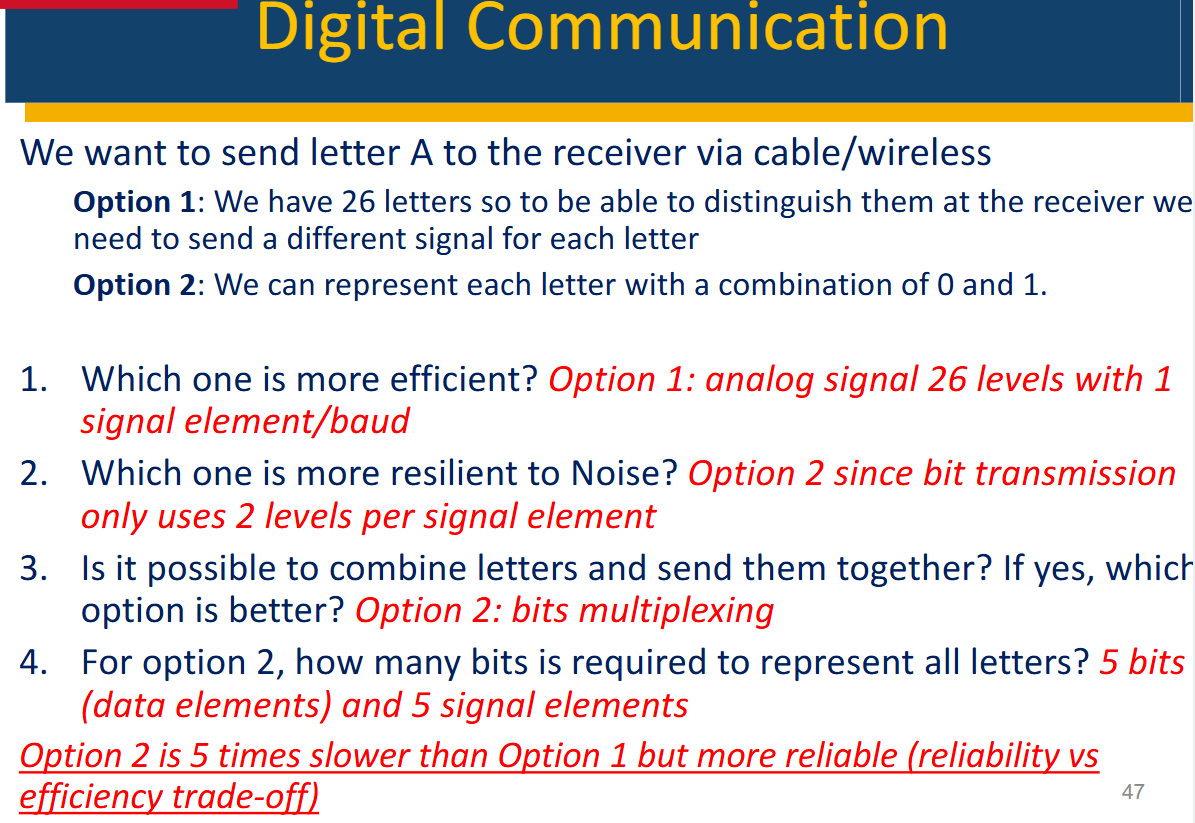 Digital Communication
We want to send letter A to the receiver via cable/wireless
Option 1: We have 26 letters so to be able to distinguish them at the receiver we
need to send a different signal for each letter
Option 2: We can represent each letter with a combination of 0 and 1.
1. Which one is more efficient? Option 1: analog signal 26 levels with 1
signal element/baud
2. Which one is more resilient to Noise? Option 2 since bit transmission
only uses 2 levels per signal element
3. Is it possible to combine letters and send them together? If yes, which
option is better? Option 2: bits multiplexing
4. For option 2, how many bits is required to represent all letters? 5 bits
(data elements) and 5 signal elements
Option 2 is 5 times slower than Option 1 but more reliable (reliability vs
efficiency trade-off)
47